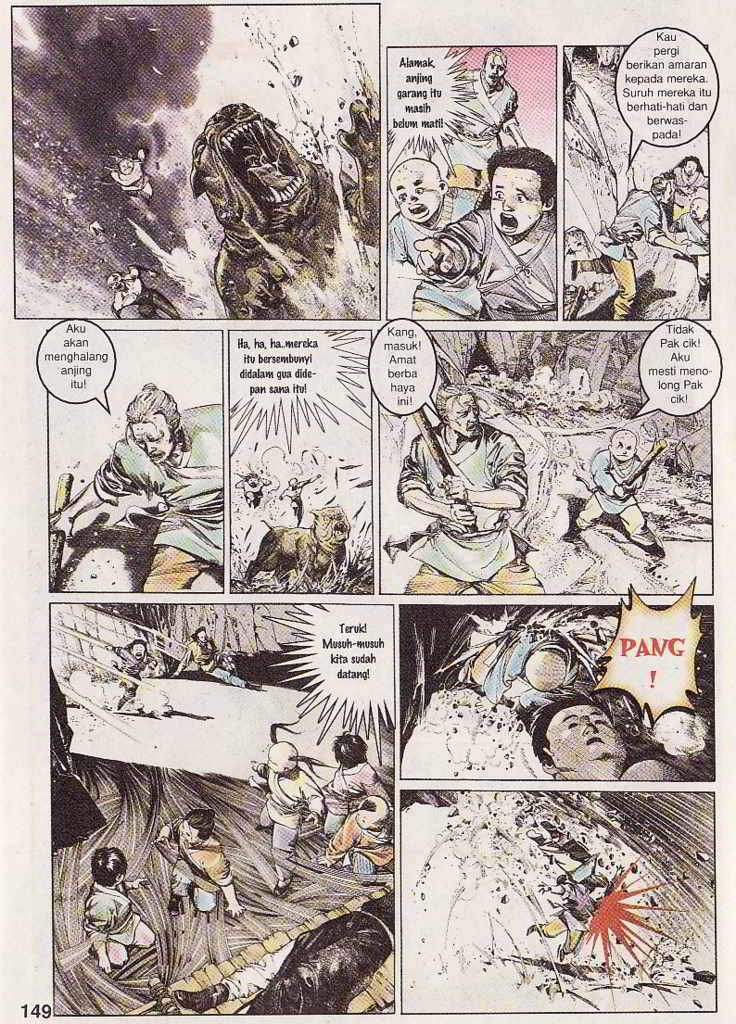 Alamak,
anjing
garang itu
masih
belum mati!
Kau
pergi
berikan amaran
kepada mereka.
Suruh mereka itu
berhati-hati dan
berwas-
pada!
Aku
akan
menghalang
anjing
itu!
Ha, ha, ha..mereka
itu bersembunyi
didalam gua dide-
pan sana itu!
Kang,
masuk!
Amat
berba
haya
ini!
Tidak
Pak cik!
Aku
mesti meno-
long Pak
cik!
Teruk!
Musuh-musuh
kita sudah
datang!
PANG
!
149